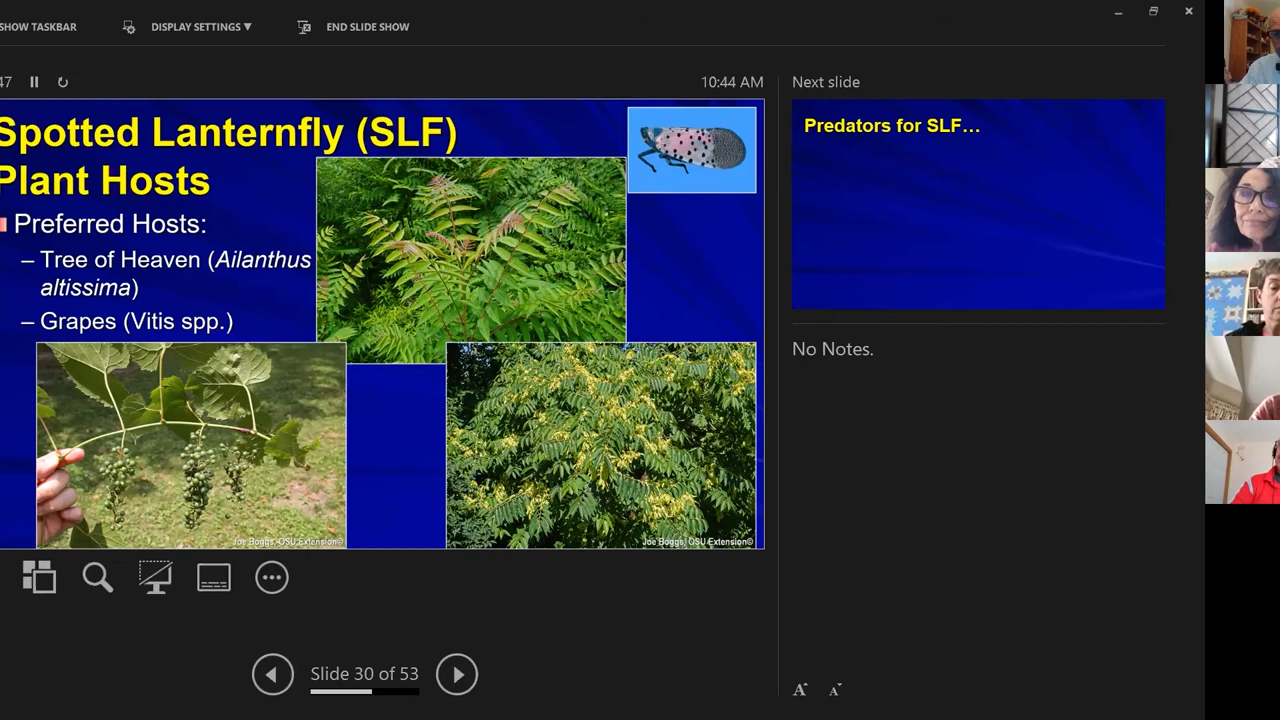 SHOW TASKBAR
DISPLAY SETTINGS ▼
END SLIDE SHOW
47
10:44 AM
Next slide
Spotted Lanternfly (SLF)
Plant Hosts
Preferred Hosts:
– Tree of Heaven (Ailanthus
altissima)
– Grapes (Vitis spp.)
Joe Boggs, OSU Extension©
Joe Boggs, OSU Extension©
Predators for SLF…
No Notes.
Slide 30 of 53
A
A